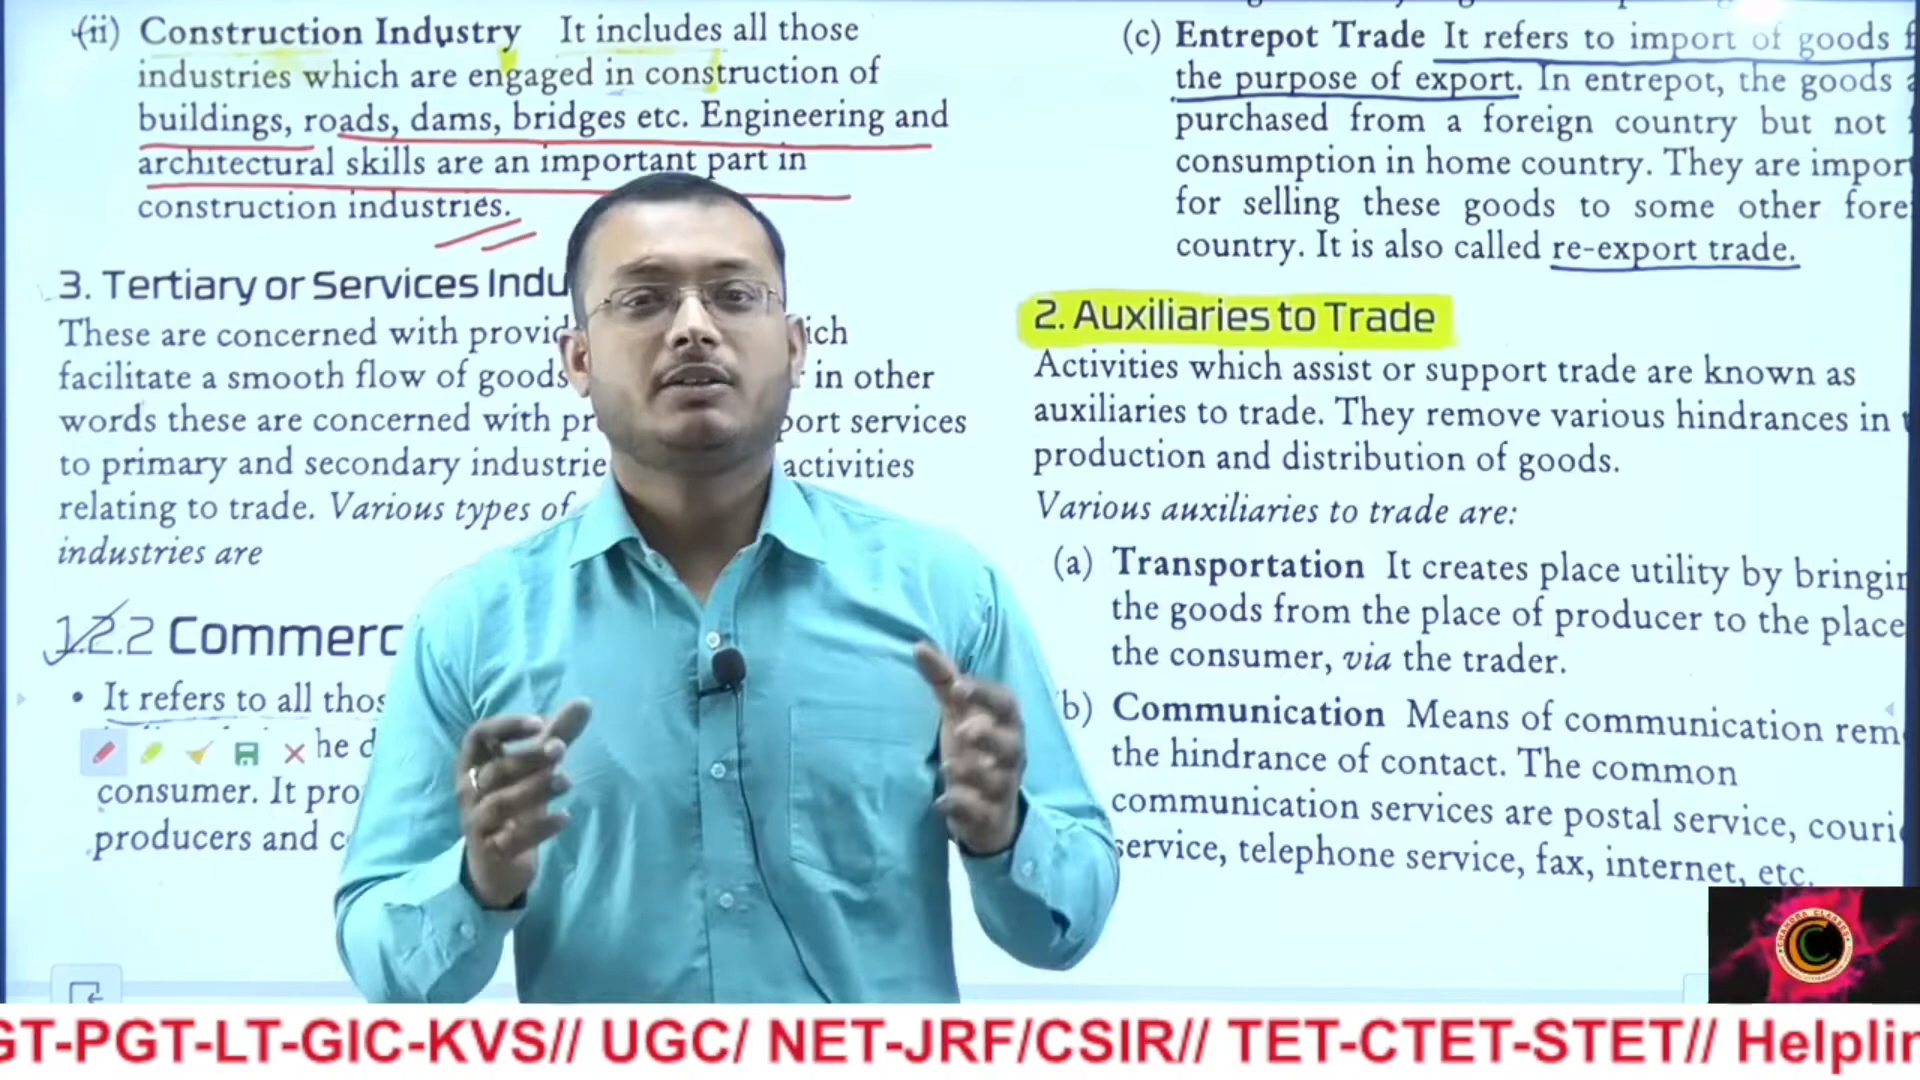 (ii) Construction Industry It includes all those
industries which are engaged in construction of
buildings, roads, dams, bridges etc. Engineering and
architectural skills are an important part in
construction industries.
3. Tertiary or Services Indu
These are concerned with provid ich
facilitate a smooth flow of goods in other
words these are concerned with pr port services
to primary and secondary industrie activities
relating to trade. Various types of
industries are
1.2.2 Commerc
• It refers to all thos
he d
consumer. It pro
producers and c
(c) Entrepot Trade It refers to import of goods f
the purpose of export. In entrepot, the goods a
purchased from a foreign country but not
consumption in home country. They are impor
for selling these goods to some other fore
country. It is also called re-export trade.
2. Auxiliaries to Trade
Activities which assist or support trade are known as
auxiliaries to trade. They remove various hindrances in t
production and distribution of goods.
Various auxiliaries to trade are:
(a) Transportation It creates place utility by bringin
the goods from the place of producer to the place
the consumer, via the trader.
b) Communication Means of communication rem
the hindrance of contact. The common
communication services are postal service, couri
service, telephone service, fax, internet, etc.
CHANDRA CLASSES
GT-PGT-LT-GIC-KVS// UGC/ NET-JRF/CSIR// TET-CTET-STET// Helplin